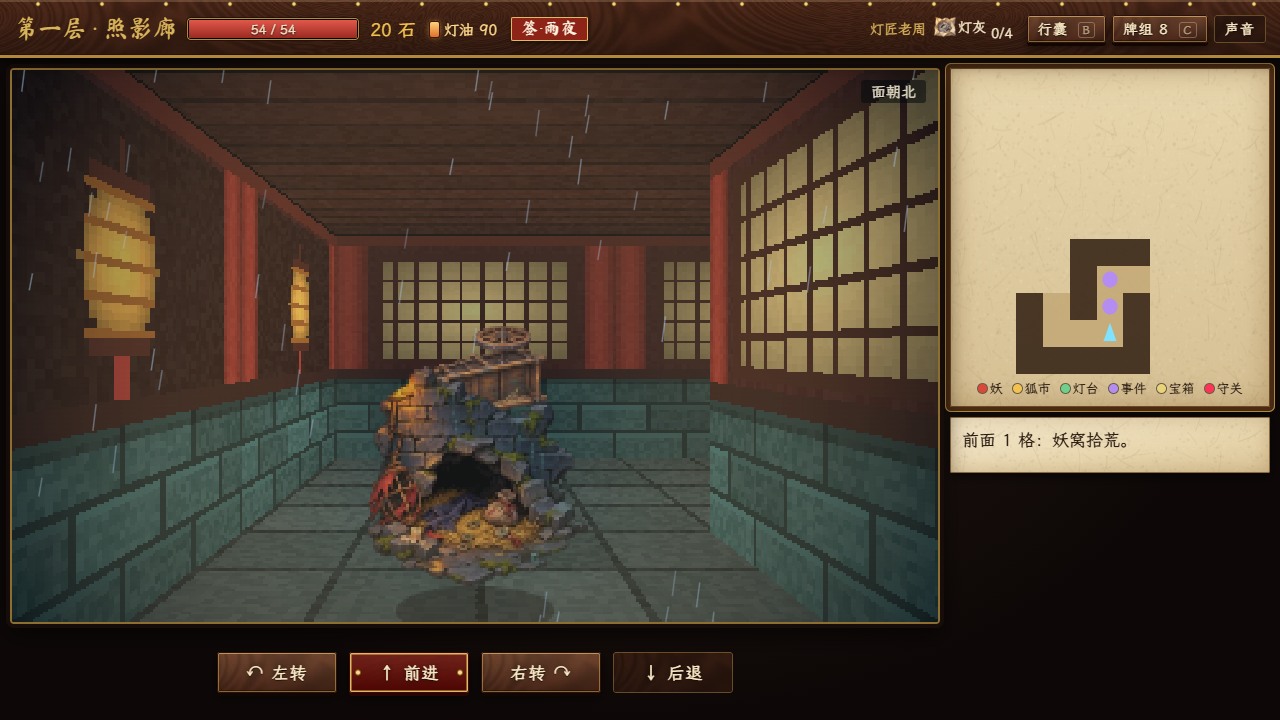 第一层·照影廊
54 / 54
20 石
灯油 90
签·雨夜
灯匠老周
灯灰 0/4
行囊 B
牌组 8 C
声音
面朝北
妖 狐市 灯台 事件 宝箱 守关
前面 1 格：妖窝拾荒。
↶ 左转
↑ 前进
右转 ↷
↓ 后退